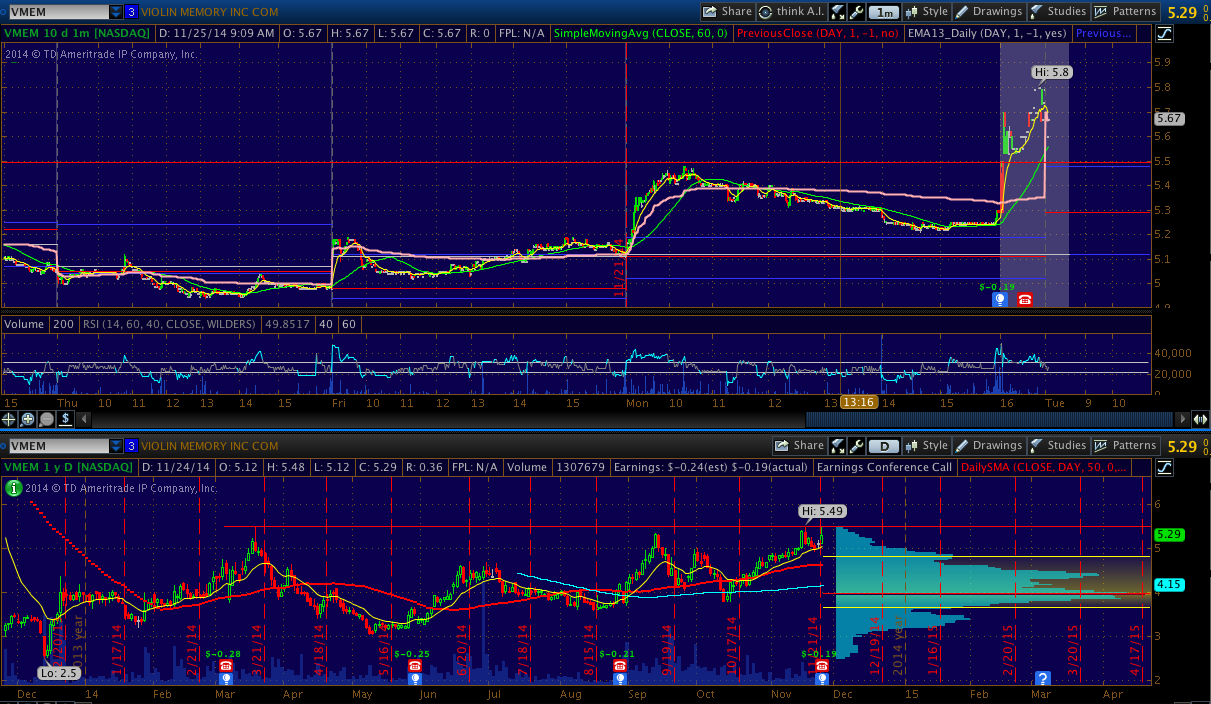 VMEM 3 VIOLIN MEMORY INC COM Share think A.I. 1m Style Drawings Studies Patterns 5.29
VMEM 10 d 1m [NASDAQ] D: 11/25/14 9:09 AM O: 5.67 H: 5.67 L: 5.67 C: 5.67 R: 0 FPL: N/A SimpleMovingAvg (CLOSE, 60, 0) PreviousClose (DAY, 1, -1, no) EMA13_Daily (DAY, 1, -1, yes) Previous...
2014 © TD Ameritrade IP Company, Inc.
5.9
Hi: 5.8
5.8
5.7
5.67
5.6
5.5
5.4
5.3
5.2
5.1
11/21/14
5
$-0.19
4.9
Volume 200 RSI (14, 60, 40, CLOSE, WILDERS) 49.8517 40 60
40,000
20,000
0
15 Thu 10 11 12 13 14 15 Fri 10 11 12 13 14 15 Mon 10 11 12 13:16 14 15 16 Tue 9 10
$
VMEM 3 VIOLIN MEMORY INC COM Share D Style Drawings Studies Patterns 5.29
VMEM 1 y D [NASDAQ] D: 11/24/14 O: 5.12 H: 5.48 L: 5.12 C: 5.29 R: 0.36 FPL: N/A Volume 1307679 Earnings: $-0.24(est) $-0.19(actual) Earnings Conference Call DailySMA (CLOSE, DAY, 50, 0,...
i 2014 © TD Ameritrade IP Company, Inc.
6
Hi: 5.49
5.29
5
4.15
4
3
12/20/13 2013 year 1/17/14 2/21/14 3/21/14 4/18/14 5/16/14 6/20/14 7/18/14 8/15/14 9/19/14 10/17/14 11/21/14 12/19/14 2014 year 1/16/15 2/20/15 3/20/15 4/17/15
$-0.28 $-0.25 $-0.21 $-0.19
Lo: 2.5
?
2
Dec 14 Feb Mar Apr May Jun Jul Aug Sep Oct Nov Dec 15 Feb Mar Apr